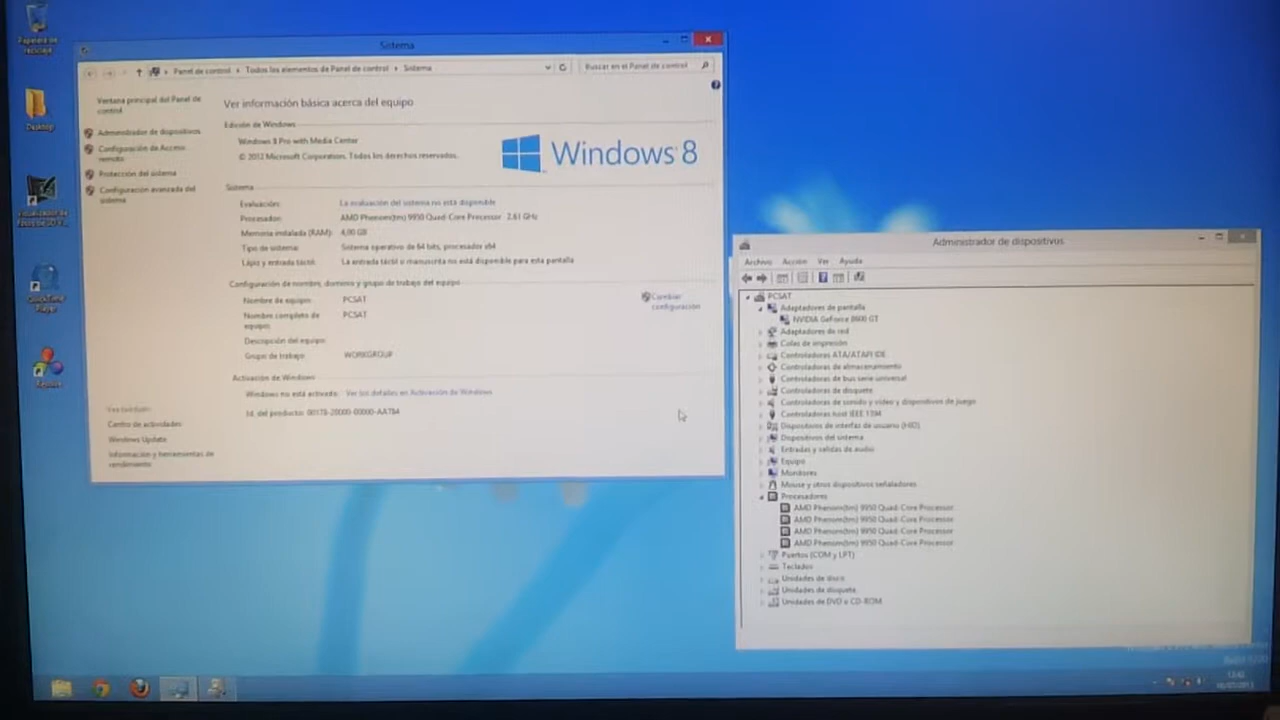 Papelera de
reciclaje
Desktop
QuickTime
Player
Sistema
Panel de control
Todos los elementos de Panel de control
Sistema
Buscar en el Panel de control
Ventana principal del Panel de
control
Administrador de dispositivos
Configuración de Acceso
remoto
Protección del sistema
Configuración avanzada del
sistema
Vea también
Centro de actividades
Windows Update
Información y herramientas de
rendimiento
Ver información básica acerca del equipo
Edición de Windows
Windows 8 Pro with Media Center
© 2012 Microsoft Corporation. Todos los derechos reservados.
Windows 8
Sistema
Evaluación: La evaluación del sistema no está disponible
Procesador: AMD Phenom(tm) 9950 Quad-Core Processor 2.61 GHz
Memoria instalada (RAM): 4,00 GB
Tipo de sistema: Sistema operativo de 64 bits, procesador x64
Lápiz y entrada táctil: La entrada táctil o manuscrita no está disponible para esta pantalla
Configuración de nombre, dominio y grupo de trabajo del equipo
Nombre de equipo: PCSAT
Cambiar
configuración
Nombre completo de
equipo: PCSAT
Descripción del equipo:
Grupo de trabajo: WORKGROUP
Activación de Windows
Windows no está activado. Ver los detalles en Activación de Windows
Id. del producto: 00178-20000-00000-AA784
Administrador de dispositivos
Archivo Acción Ver Ayuda
PCSAT
Adaptadores de pantalla
NVIDIA GeForce 8600 GT
Adaptadores de red
Colas de impresión
Controladoras ATA/ATAPI IDE
Controladoras de almacenamiento
Controladoras de bus serie universal
Controladoras de disquete
Controladoras de sonido y vídeo y dispositivos de juego
Controladoras host IEEE 1394
Dispositivos de interfaz de usuario (HID)
Dispositivos del sistema
Entradas y salidas de audio
Equipo
Monitores
Mouse y otros dispositivos señaladores
Procesadores
AMD Phenom(tm) 9950 Quad-Core Processor
AMD Phenom(tm) 9950 Quad-Core Processor
AMD Phenom(tm) 9950 Quad-Core Processor
AMD Phenom(tm) 9950 Quad-Core Processor
Puertos (COM y LPT)
Teclados
Unidades de disco
Unidades de disquete
Unidades de DVD o CD-ROM